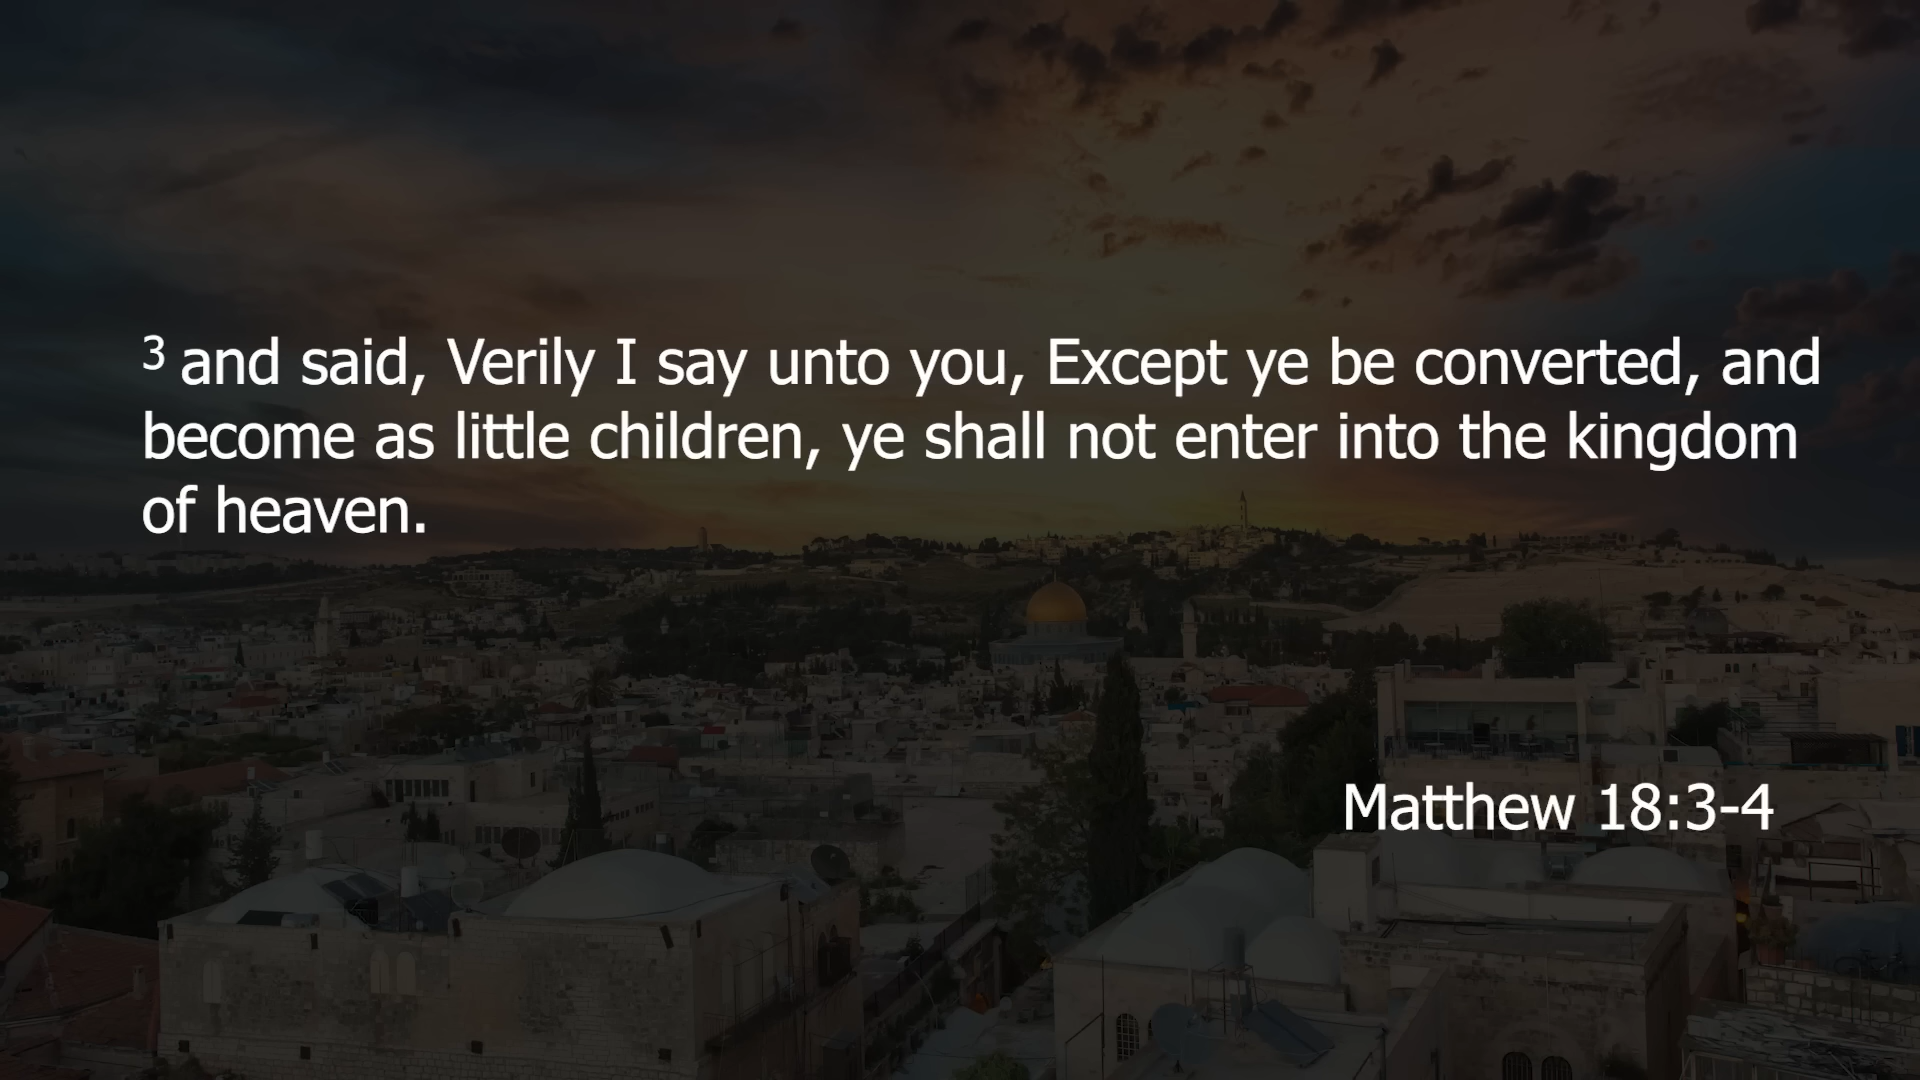 3 and said, Verily I say unto you, Except ye be converted, and
become as little children, ye shall not enter into the kingdom
of heaven.
Matthew 18:3-4